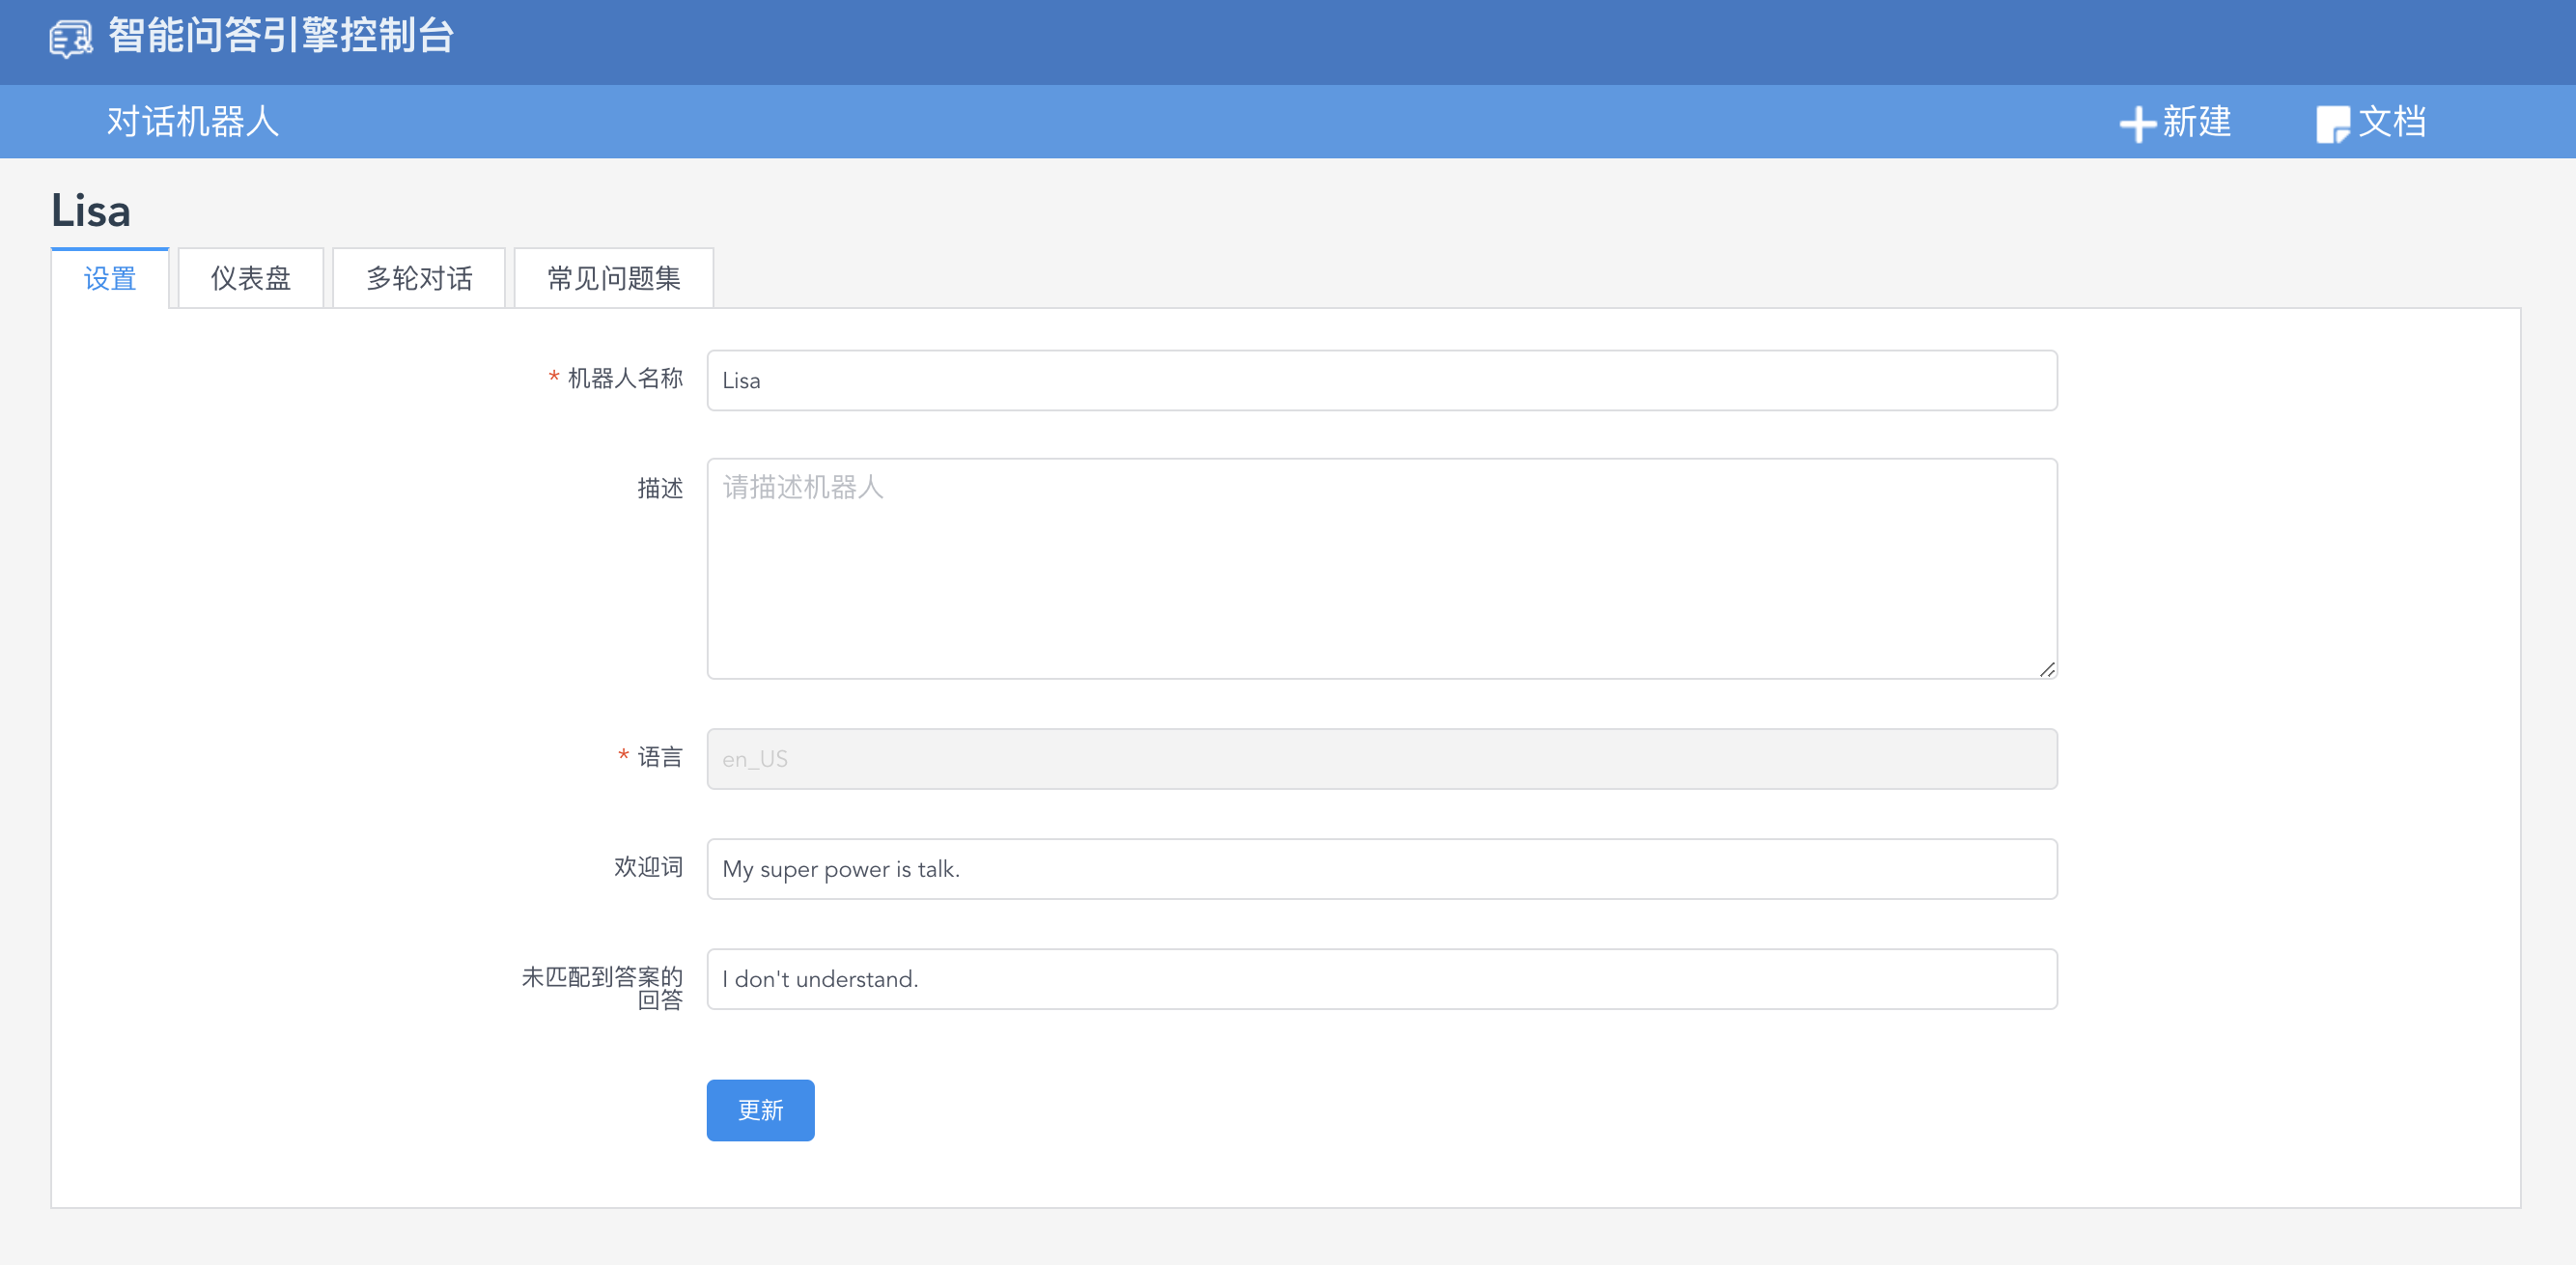 智能问答引擎控制台
对话机器人
新建
文档
Lisa
设置
仪表盘
多轮对话
常见问题集
* 机器人名称
Lisa
描述
请描述机器人
* 语言
en_US
欢迎词
My super power is talk.
未匹配到答案的
回答
I don't understand.
更新